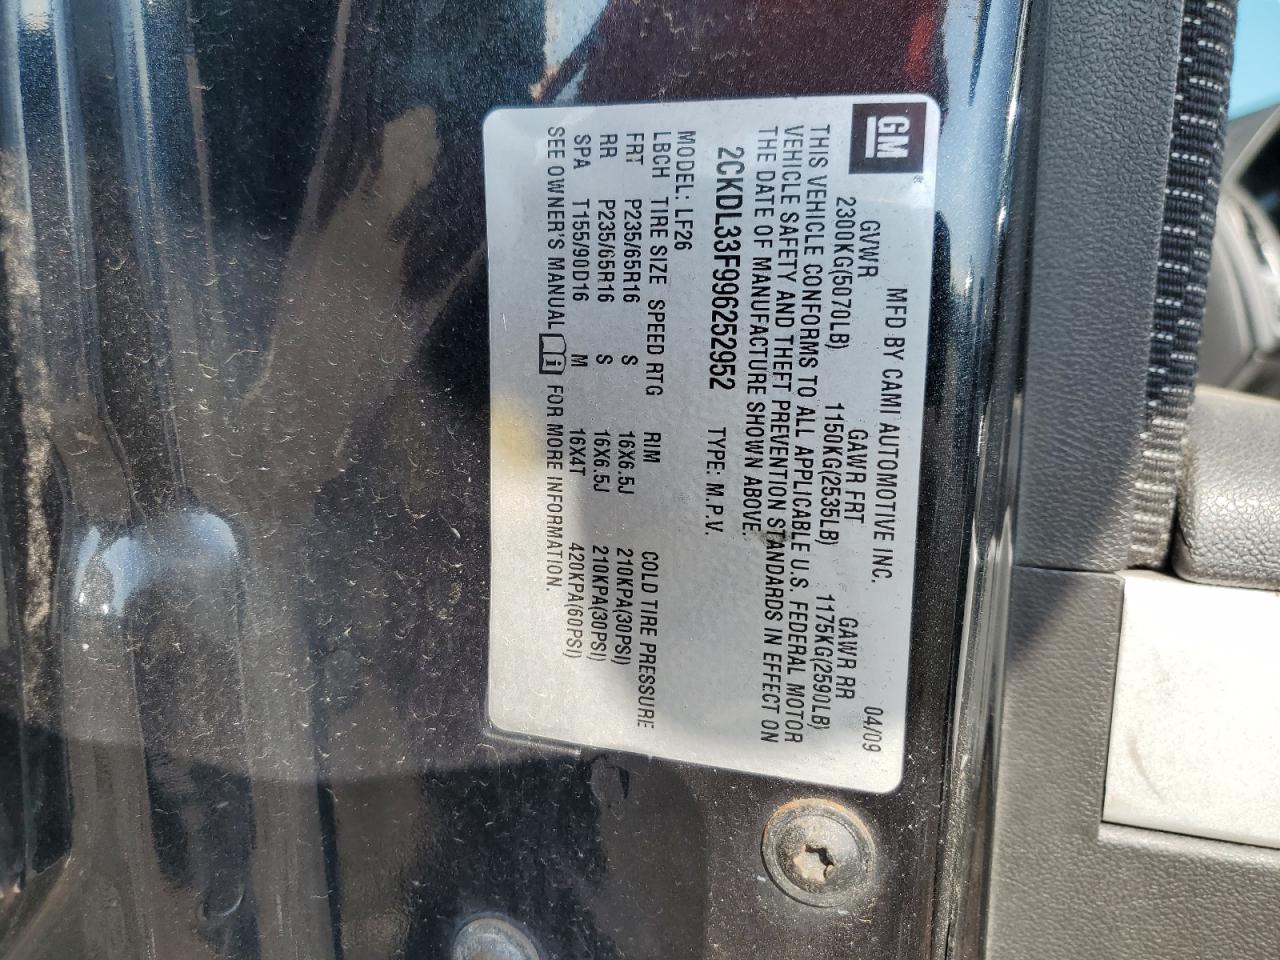 GM
MFD BY CAMI AUTOMOTIVE INC. 04/09
GVWR GAWR FRT GAWR RR
2300KG(5070LB) 1150KG(2535LB) 1175KG(2590LB)
THIS VEHICLE CONFORMS TO ALL APPLICABLE U.S. FEDERAL MOTOR
VEHICLE SAFETY AND THEFT PREVENTION STANDARDS IN EFFECT ON
THE DATE OF MANUFACTURE SHOWN ABOVE.
2CKDL33F996252952 TYPE: M.P.V.
MODEL: LF26
LBCH TIRE SIZE SPEED RTG RIM COLD TIRE PRESSURE
FRT P235/65R16 S 16X6.5J 210KPA(30PSI)
RR P235/65R16 S 16X6.5J 210KPA(30PSI)
SPA T155/90D16 M 16X4T 420KPA(60PSI)
SEE OWNER'S MANUAL i FOR MORE INFORMATION.